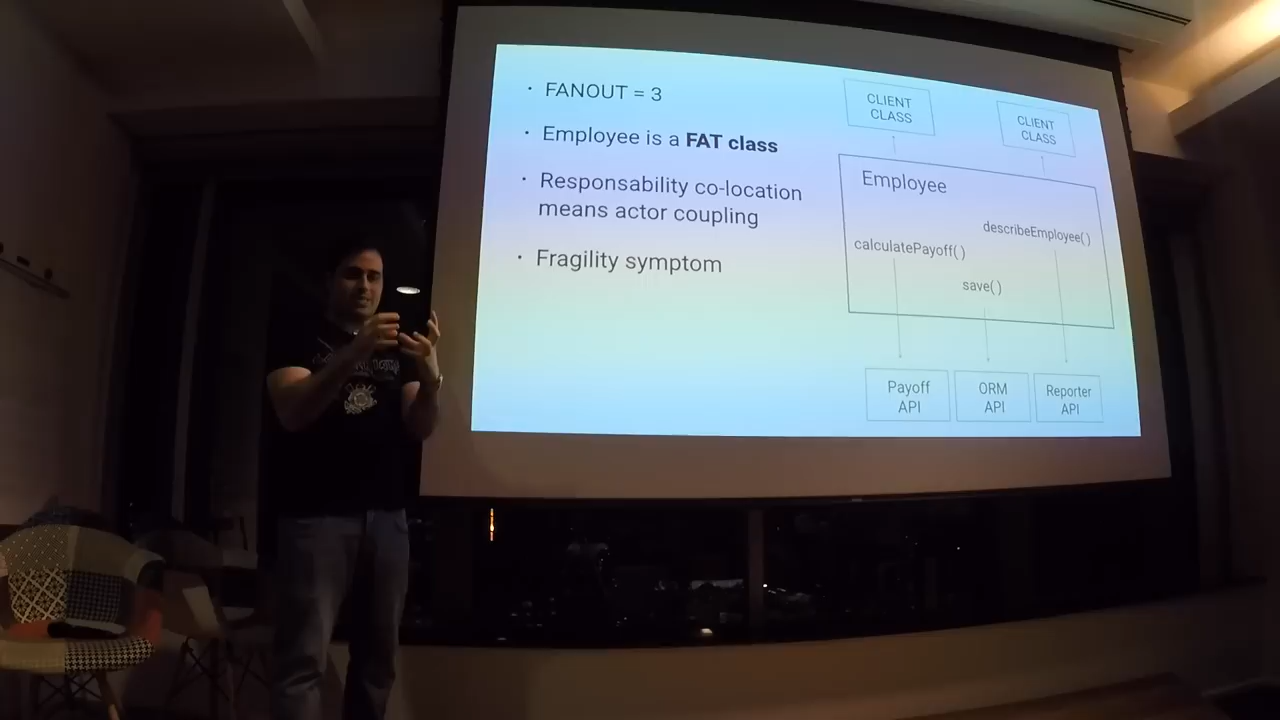 · FANOUT = 3
· Employee is a FAT class
· Responsability co-location
means actor coupling
· Fragility symptom
CLIENT
CLASS
CLIENT
CLASS
Employee
describeEmployee()
calculatePayoff()
save()
Payoff
API
ORM
API
Reporter
API